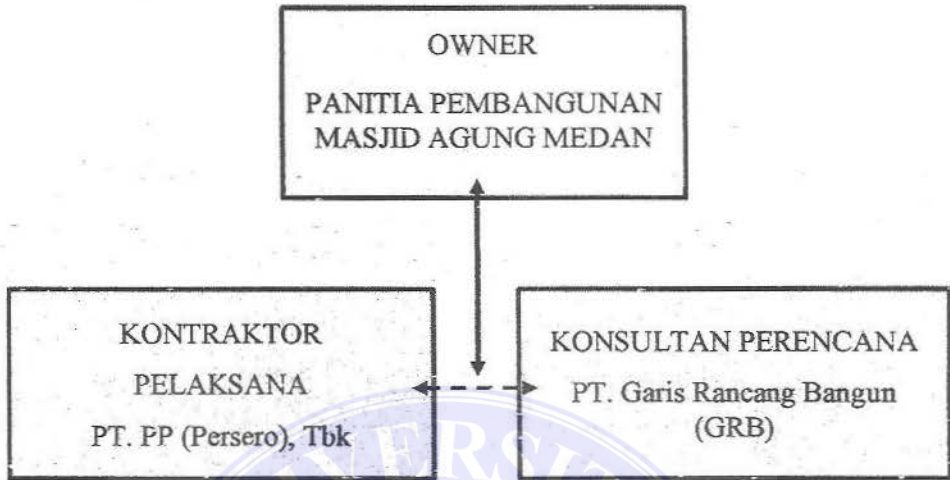 OWNER
PANITIA PEMBANGUNAN
MASJID AGUNG MEDAN
KONTRAKTOR
PELAKSANA
PT. PP (Persero), Tbk
KONSULTAN PERENCANA
PT. Garis Rancang Bangun
(GRB)